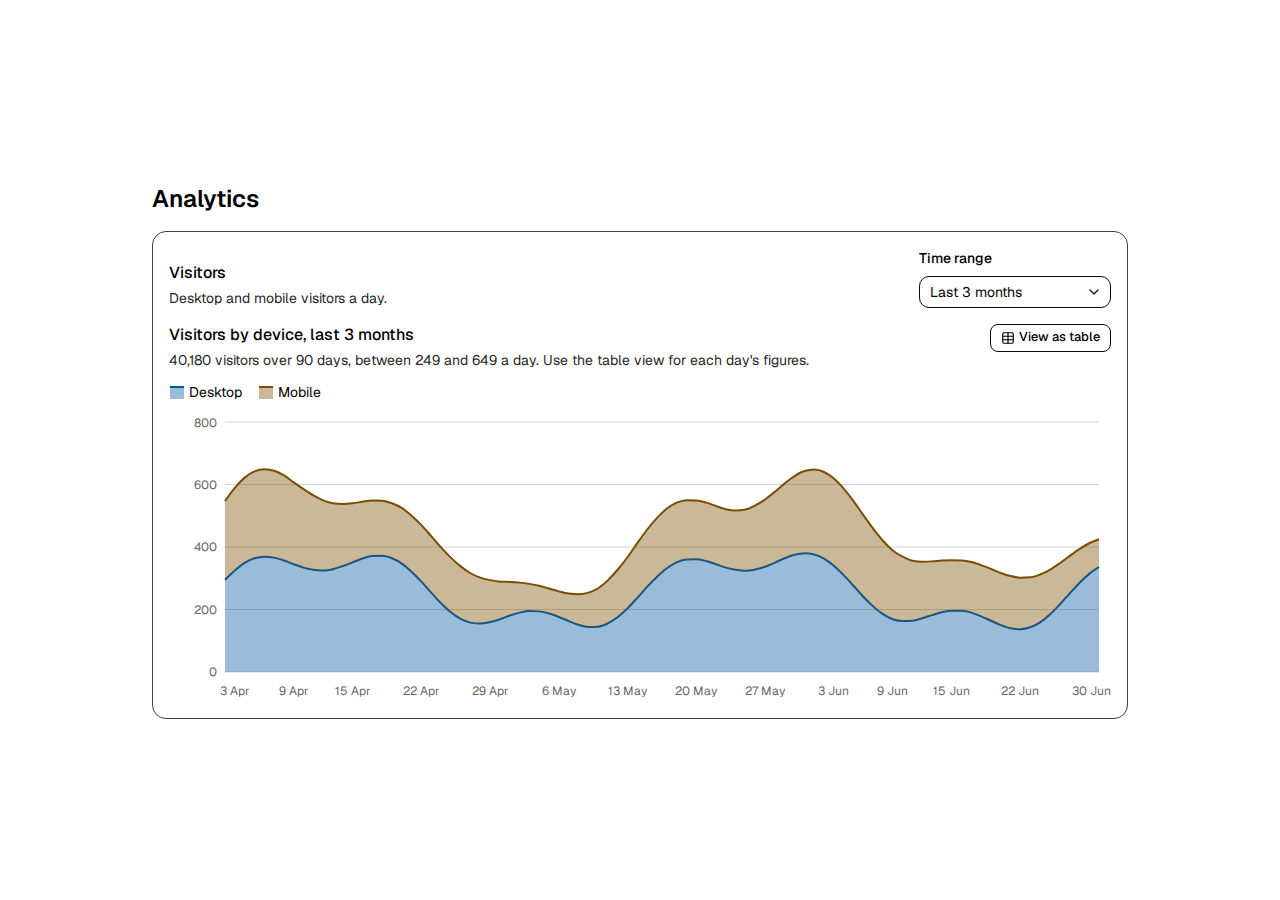 Analytics
Visitors
Desktop and mobile visitors a day.
Time range
Last 3 months
Visitors by device, last 3 months
40,180 visitors over 90 days, between 249 and 649 a day. Use the table view for each day's figures.
View as table
Desktop Mobile
800
600
400
200
0
3 Apr 9 Apr 15 Apr 22 Apr 29 Apr 6 May 13 May 20 May 27 May 3 Jun 9 Jun 15 Jun 22 Jun 30 Jun